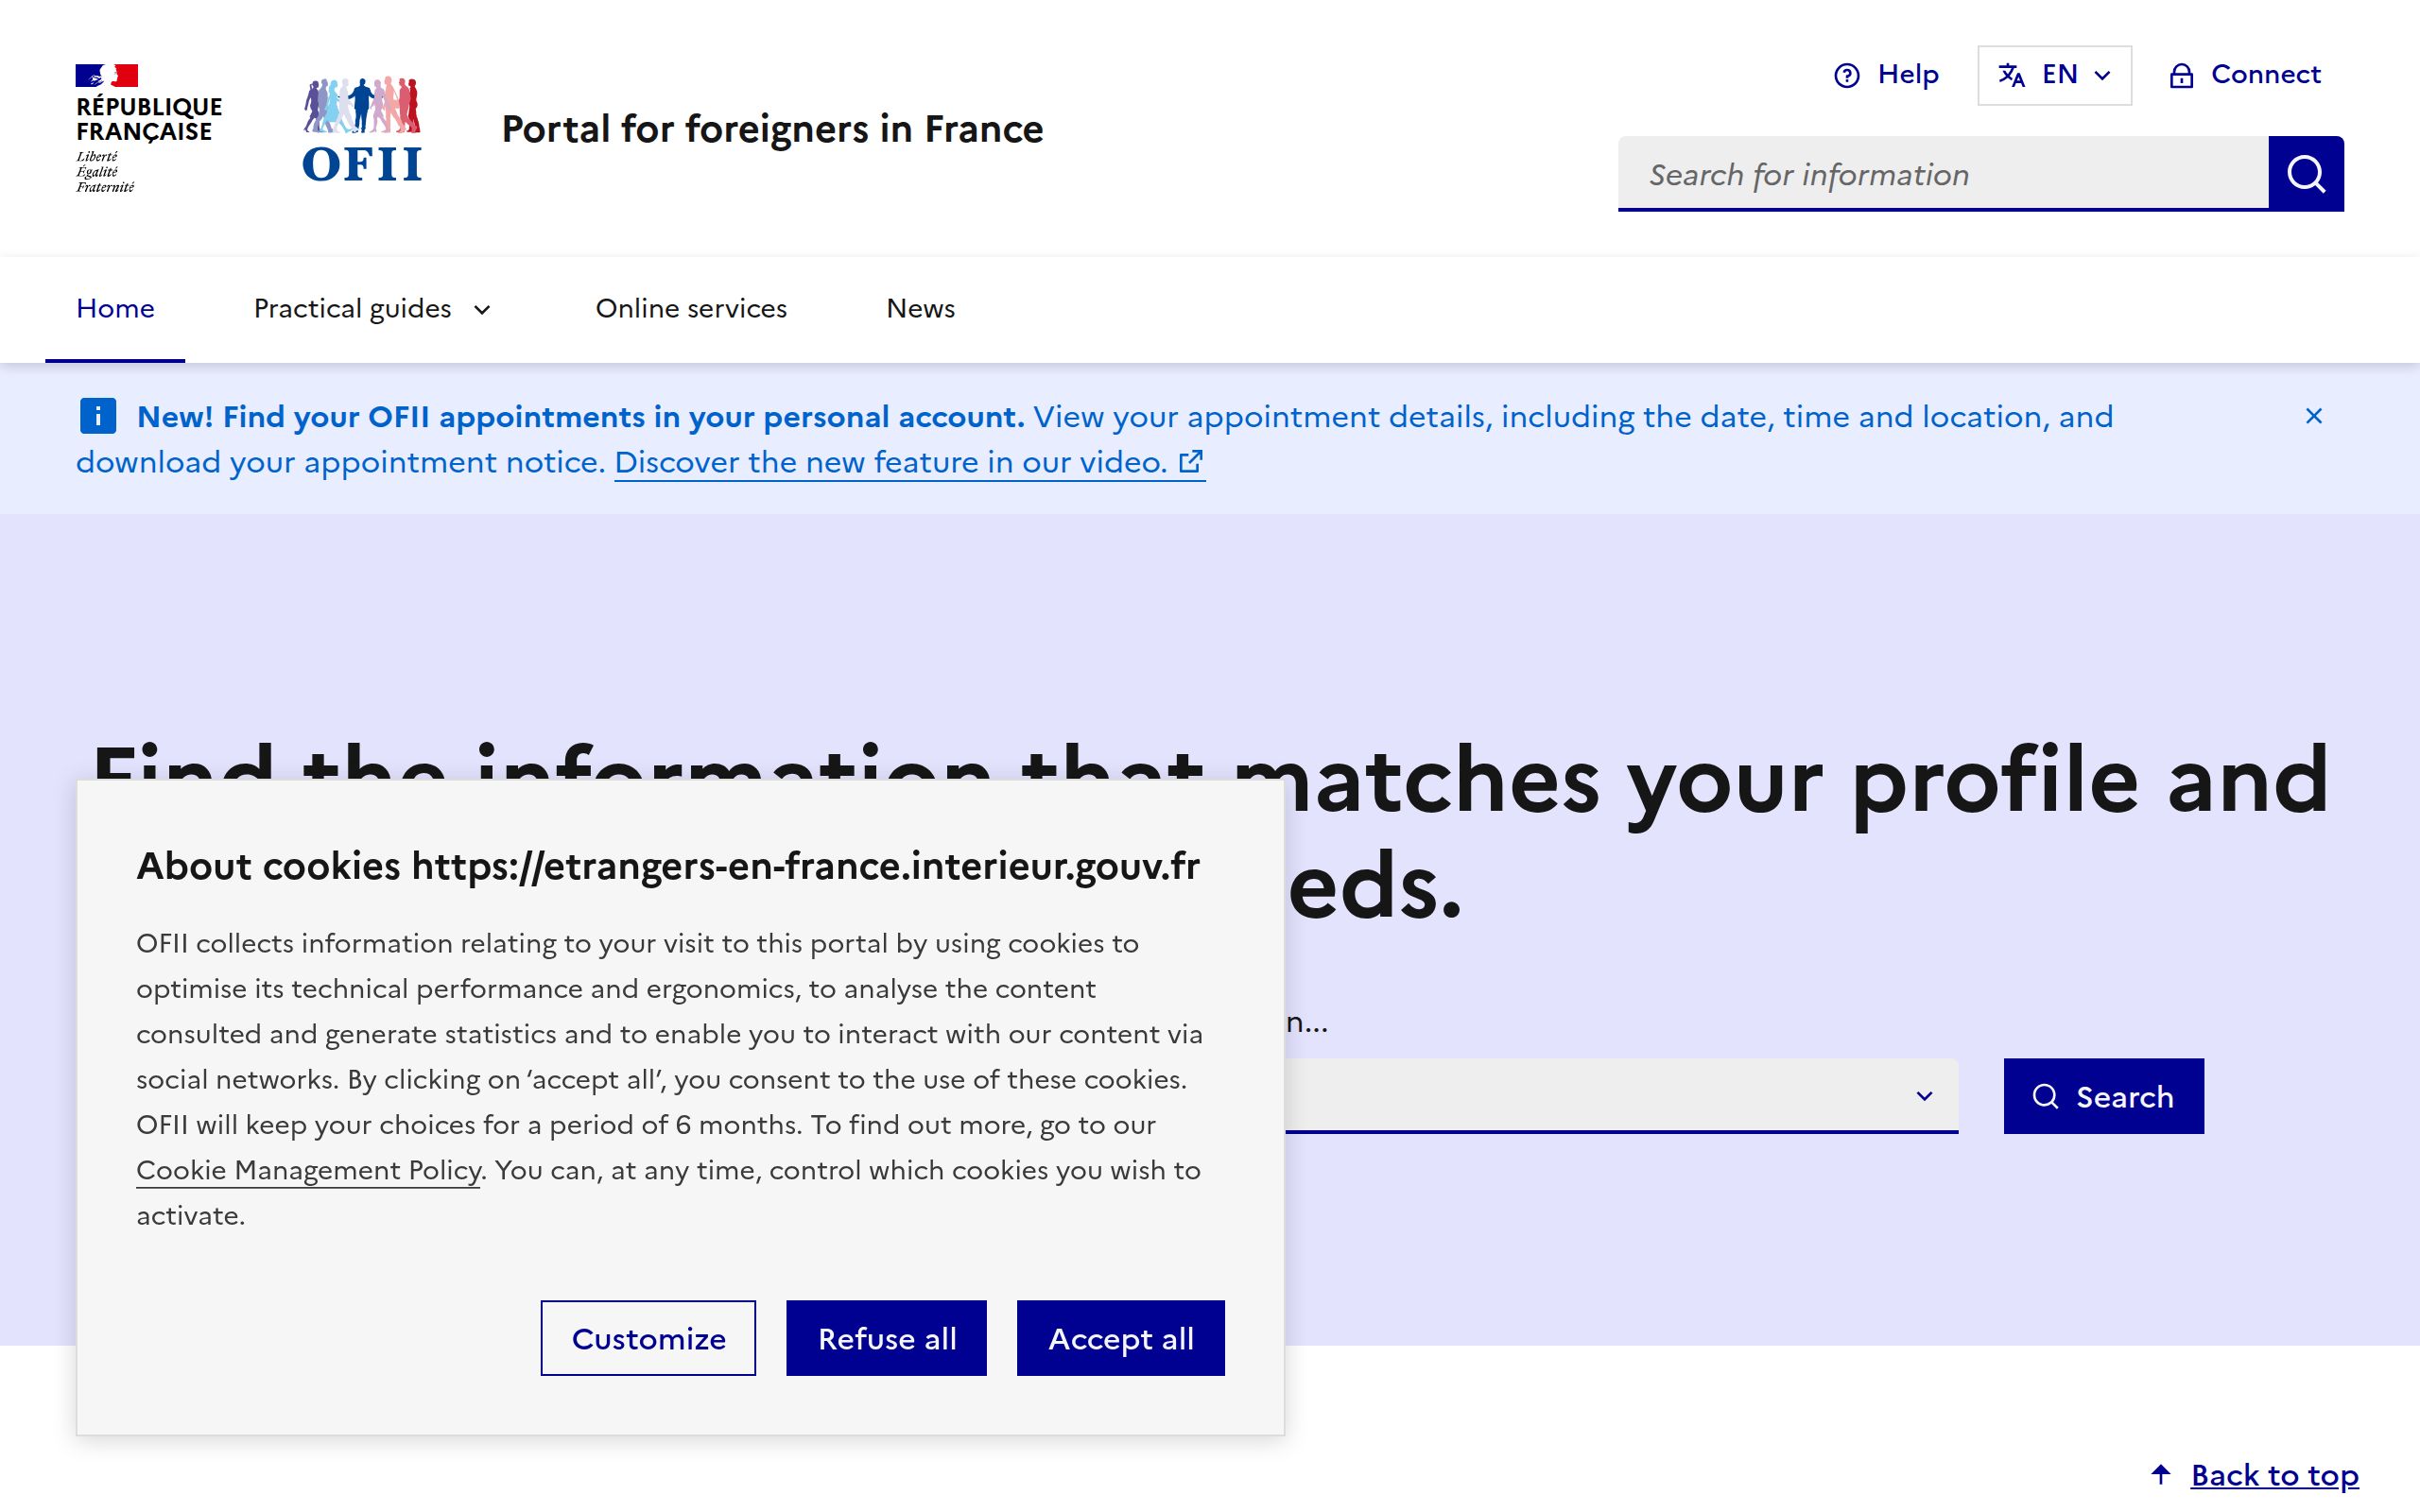 RÉPUBLIQUE
FRANÇAISE
Liberté
Égalité
Fraternité
OFII
Portal for foreigners in France
Help
EN
Connect
Search for information
Home
Practical guides
Online services
News
New! Find your OFII appointments in your personal account. View your appointment details, including the date, time and location, and
download your appointment notice. Discover the new feature in our video.
Find the information that matches your profile and
eds.
n...
Search
About cookies https://etrangers-en-france.interieur.gouv.fr
OFII collects information relating to your visit to this portal by using cookies to
optimise its technical performance and ergonomics, to analyse the content
consulted and generate statistics and to enable you to interact with our content via
social networks. By clicking on ‘accept all’, you consent to the use of these cookies.
OFII will keep your choices for a period of 6 months. To find out more, go to our
Cookie Management Policy. You can, at any time, control which cookies you wish to
activate.
Customize
Refuse all
Accept all
Back to top